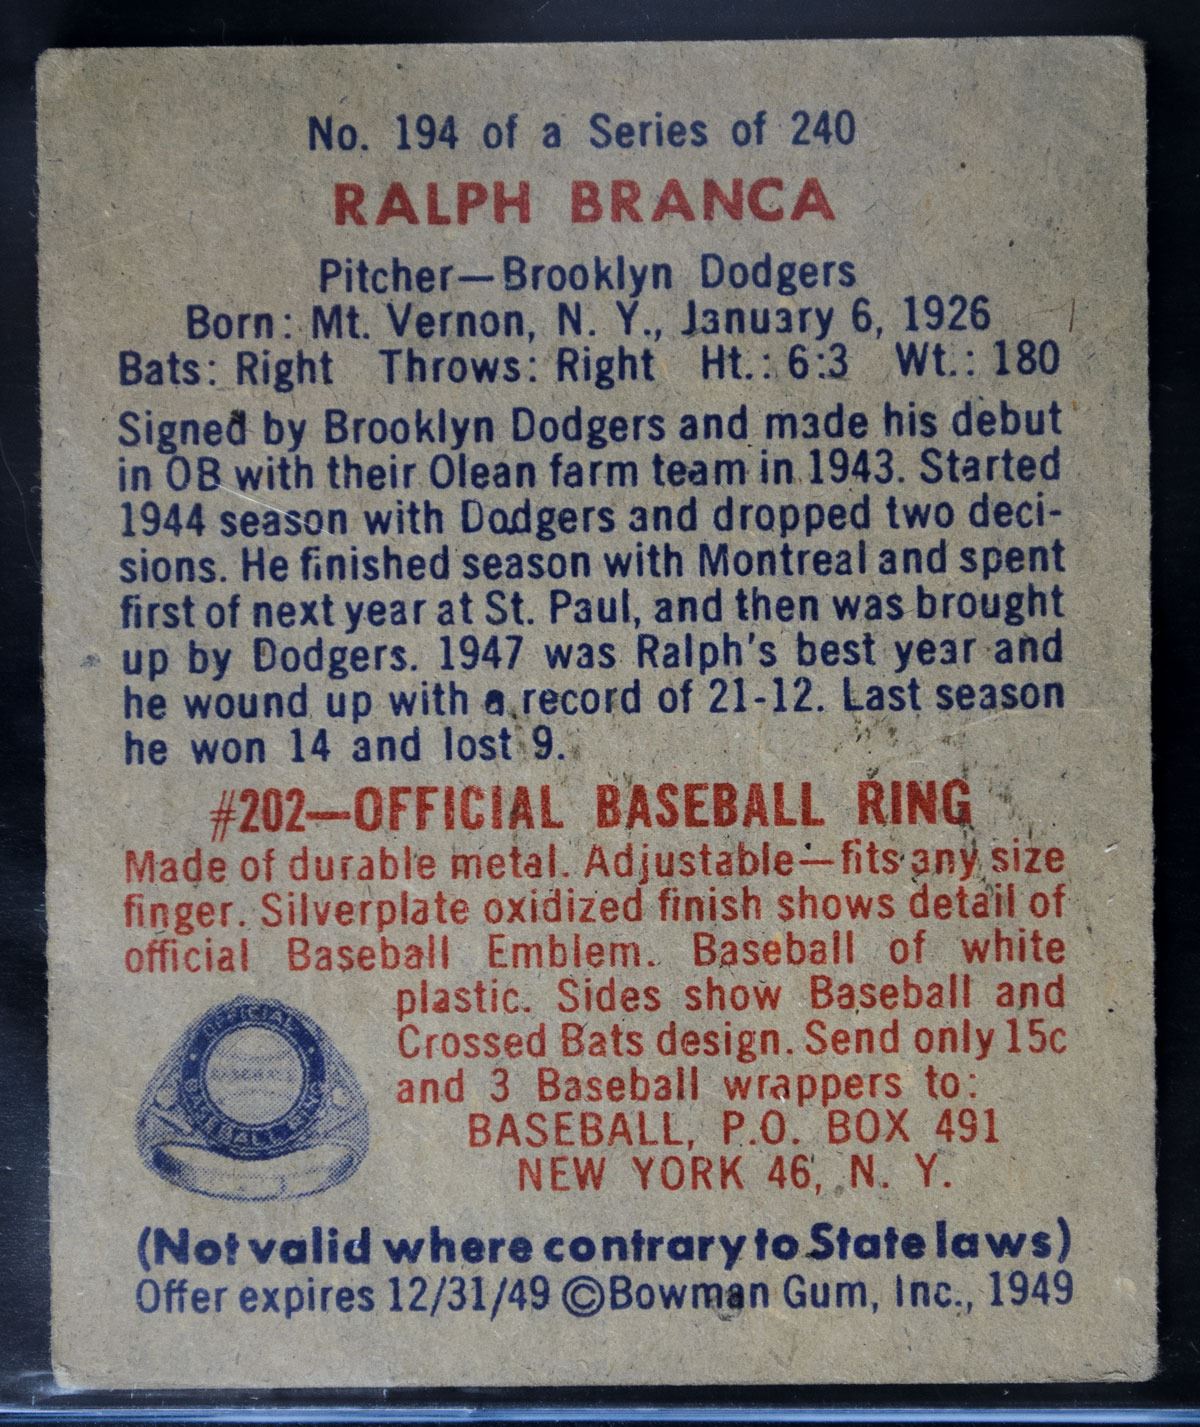 No. 194 of a Series of 240
RALPH BRANCA
Pitcher—Brooklyn Dodgers
Born: Mt. Vernon, N. Y., January 6, 1926
Bats: Right Throws: Right Ht.: 6:3 Wt.: 180
Signed by Brooklyn Dodgers and made his debut
in OB with their Olean farm team in 1943. Started
1944 season with Dodgers and dropped two deci-
sions. He finished season with Montreal and spent
first of next year at St. Paul, and then was brought
up by Dodgers. 1947 was Ralph's best year and
he wound up with a record of 21-12. Last season
he won 14 and lost 9.
#202—OFFICIAL BASEBALL RING
Made of durable metal. Adjustable—fits any size
finger. Silverplate oxidized finish shows detail of
official Baseball Emblem. Baseball of white
plastic. Sides show Baseball and
Crossed Bats design. Send only 15c
and 3 Baseball wrappers to:
BASEBALL, P.O. BOX 491
NEW YORK 46, N. Y.
OFFICIAL
BASEBALL
BASEBALL RING
(Not valid where contrary to State laws)
Offer expires 12/31/49 ©Bowman Gum, Inc., 1949